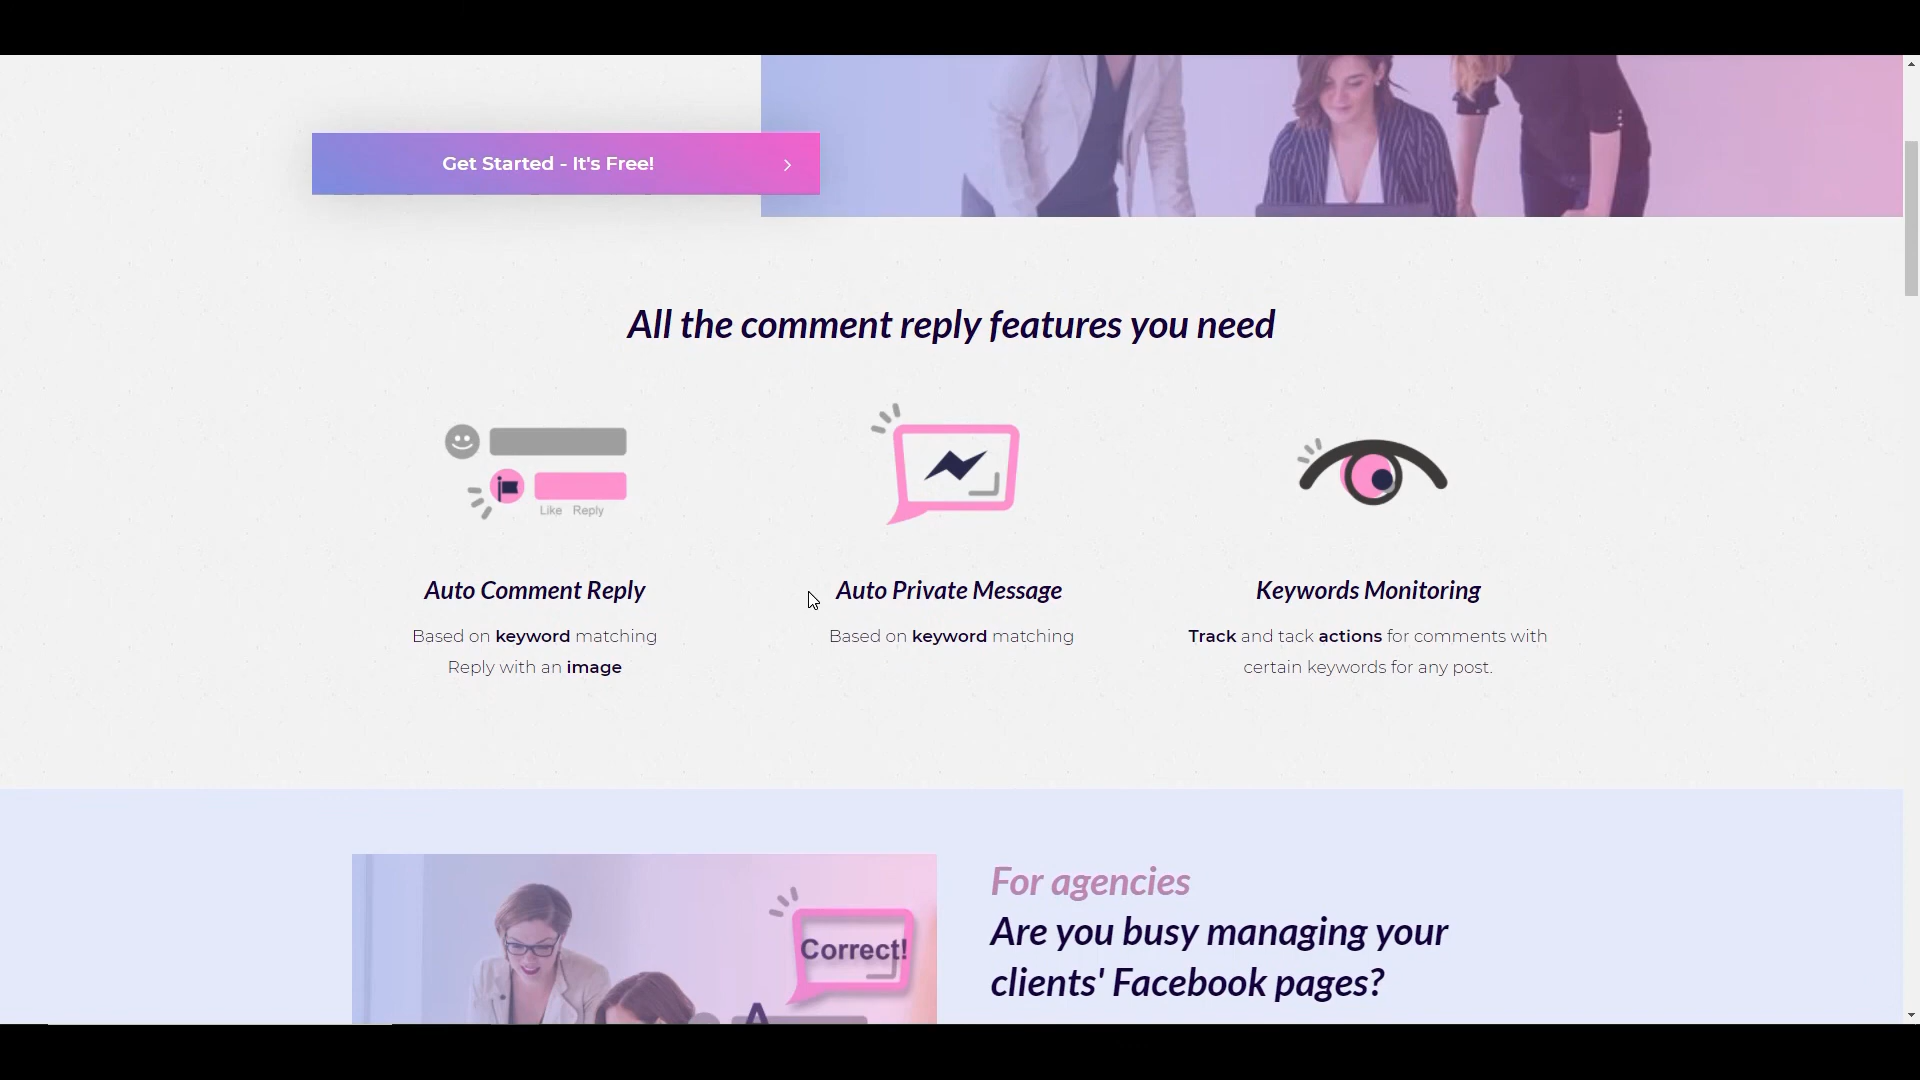 Get Started - It's Free!
All the comment reply features you need
Like Reply
Auto Comment Reply
Based on keyword matching
Reply with an image
Auto Private Message
Based on keyword matching
Keywords Monitoring
Track and tack actions for comments with
certain keywords for any post.
Correct!
A
For agencies
Are you busy managing your
clients' Facebook pages?